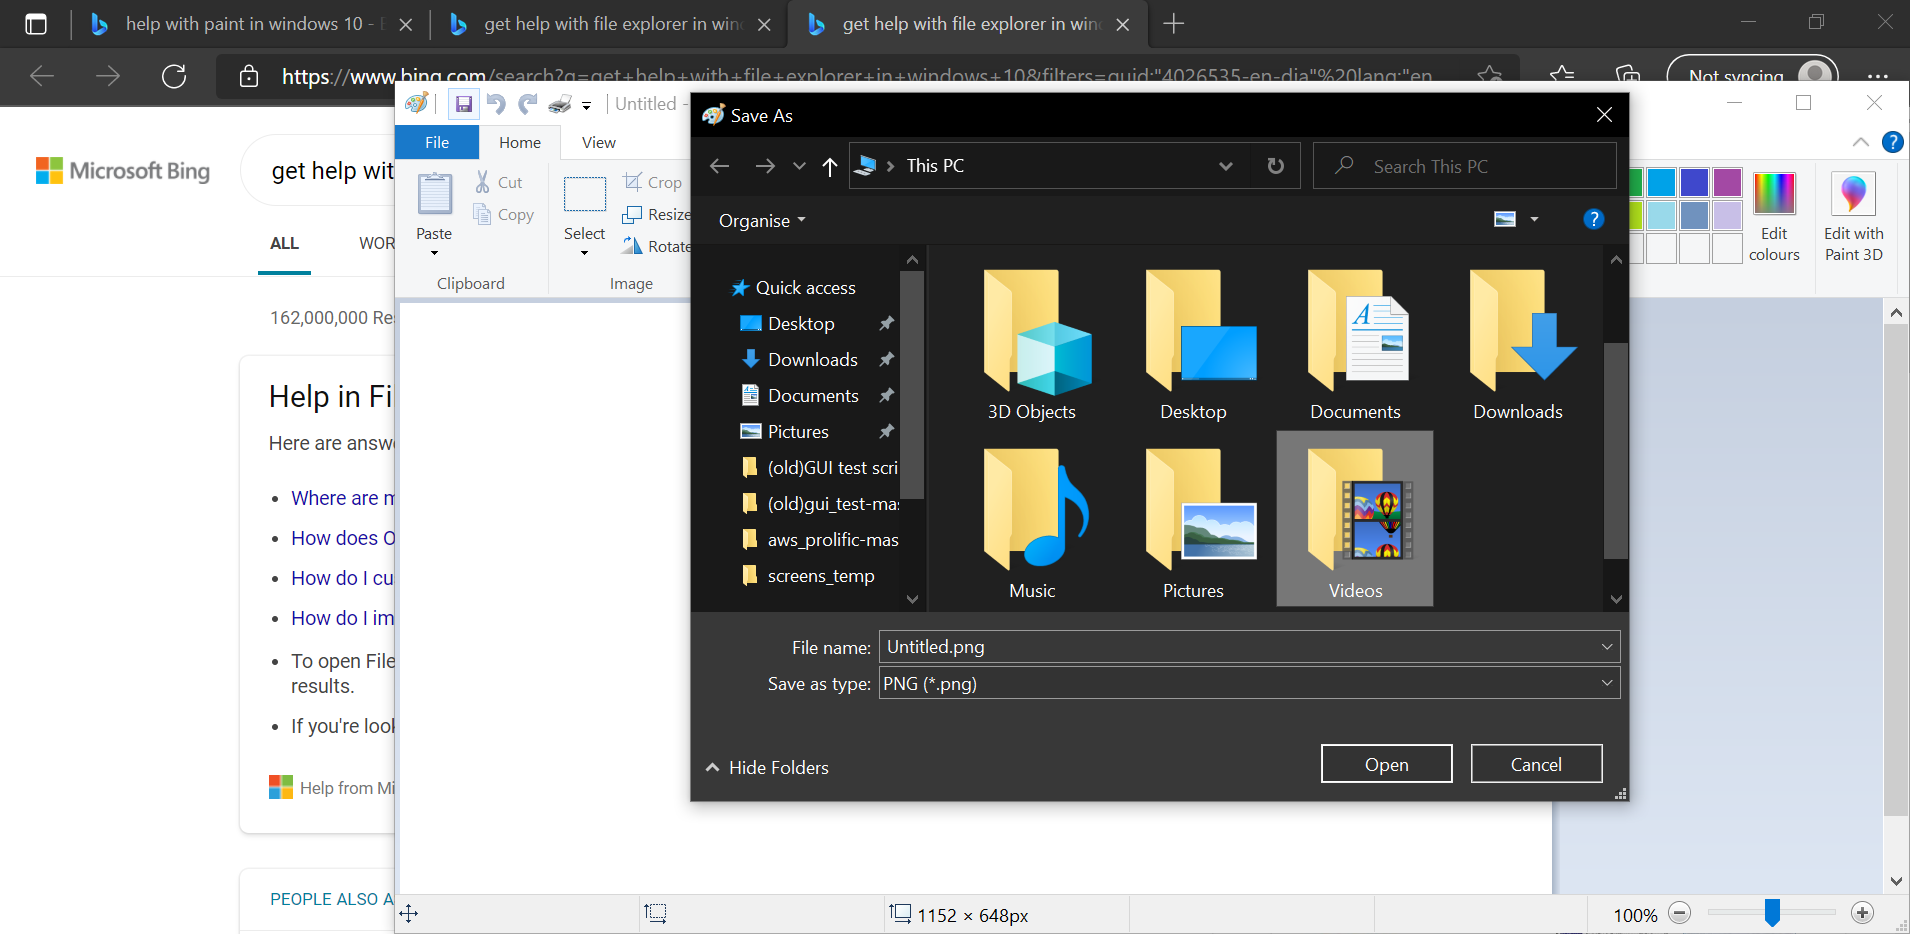 help with paint in windows 10 -
get help with file explorer in win
get help with file explorer in win
https://www.bing.com/search?q=get+help+with+file+explorer+in+windows+10&filters=guid:"4026535-en-dia"%20lang:"en
Not syncing
Microsoft Bing
get help wit
ALL
WOR
162,000,000 Res
Help in Fi
Here are answ
Where are m
How does O
How do I cu
How do I im
To open File
results.
If you're look
Help from Mi
PEOPLE ALSO A
Untitled -
File
Home
View
Paste
Cut
Copy
Clipboard
Select
Crop
Resize
Rotate
Image
Edit
colours
Edit with
Paint 3D
Save As
This PC
Search This PC
Organise
Quick access
Desktop
Downloads
Documents
Pictures
(old)GUI test scri
(old)gui_test-mas
aws_prolific-mas
screens_temp
3D Objects
Desktop
Documents
Downloads
Music
Pictures
Videos
File name:
Untitled.png
Save as type:
PNG (*.png)
Hide Folders
Open
Cancel
1152 × 648px
100%